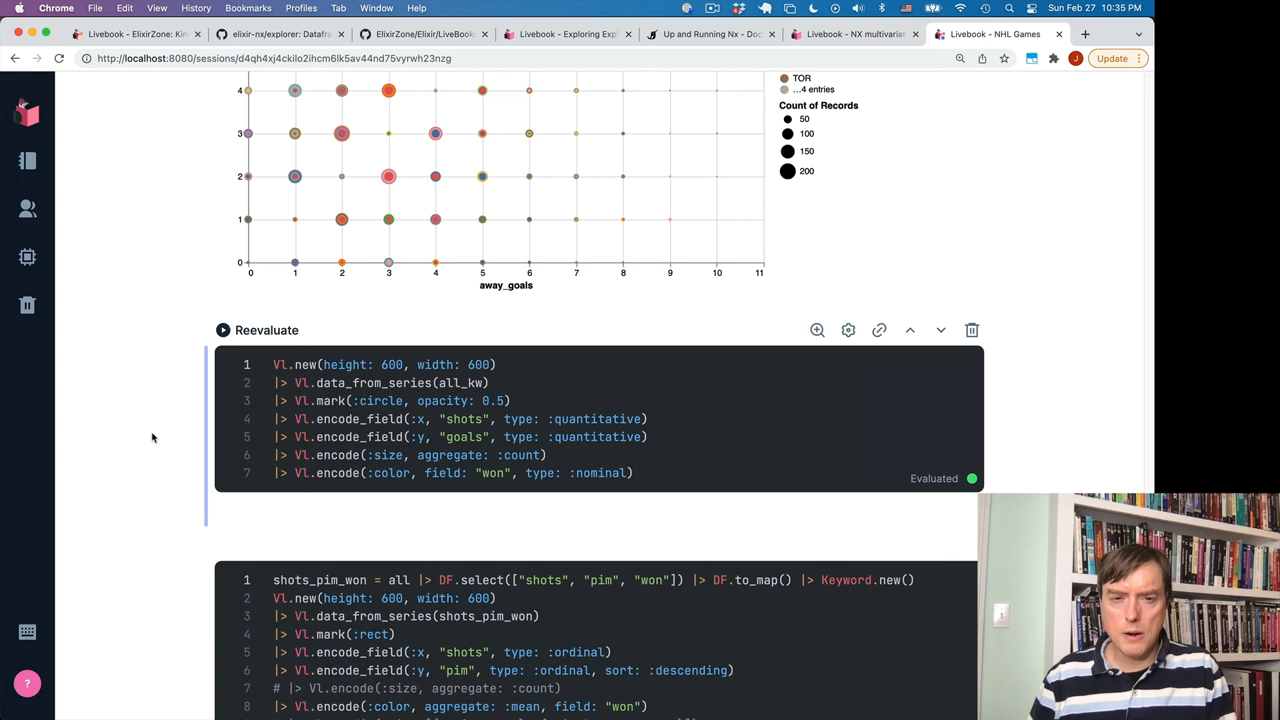 Chrome File Edit View History Bookmarks Profiles Tab Window Help Sun Feb 27 10:35 PM
Livebook - ElixirZone: Kin
elixir-nx/explorer: Datafra
ElixirZone/Elixir/LiveBook
Livebook - Exploring Expl
Up and Running Nx - Doc
Livebook - NX multivariat
Livebook - NHL Games
http://localhost:8080/sessions/d4qh4xj4ckilo2ihcm6lk5av44nd75vyrwh23nzg
J
Update
TOR
…4 entries
Count of Records
50
100
150
200
4
3
2
1
0
0 1 2 3 4 5 6 7 8 9 10 11
away_goals
Reevaluate
1 Vl.new(height: 600, width: 600)
2 |> Vl.data_from_series(all_kw)
3 |> Vl.mark(:circle, opacity: 0.5)
4 |> Vl.encode_field(:x, "shots", type: :quantitative)
5 |> Vl.encode_field(:y, "goals", type: :quantitative)
6 |> Vl.encode(:size, aggregate: :count)
7 |> Vl.encode(:color, field: "won", type: :nominal)
Evaluated
1 shots_pim_won = all |> DF.select(["shots", "pim", "won"]) |> DF.to_map() |> Keyword.new()
2 Vl.new(height: 600, width: 600)
3 |> Vl.data_from_series(shots_pim_won)
4 |> Vl.mark(:rect)
5 |> Vl.encode_field(:x, "shots", type: :ordinal)
6 |> Vl.encode_field(:y, "pim", type: :ordinal, sort: :descending)
7 # |> Vl.encode(:size, aggregate: :count)
8 |> Vl.encode(:color, aggregate: :mean, field: "won")
?